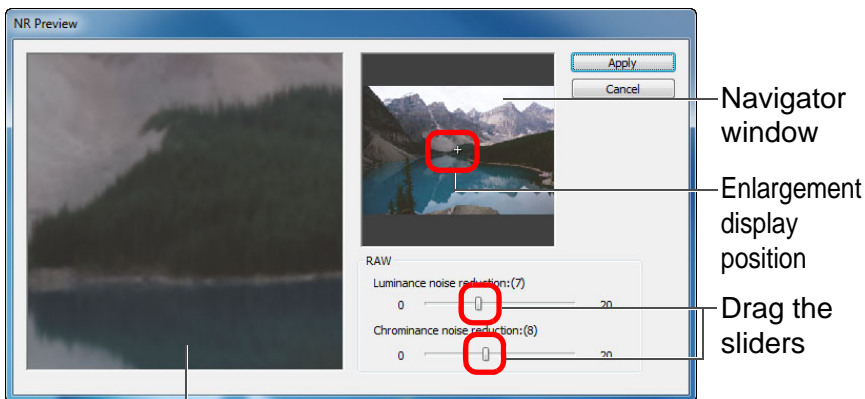 NR Preview
Apply
Cancel
Navigator
window
Enlargement
display
position
RAW
Luminance noise reduction:(7)
0 20
Chrominance noise reduction:(8)
0 20
Drag the
sliders